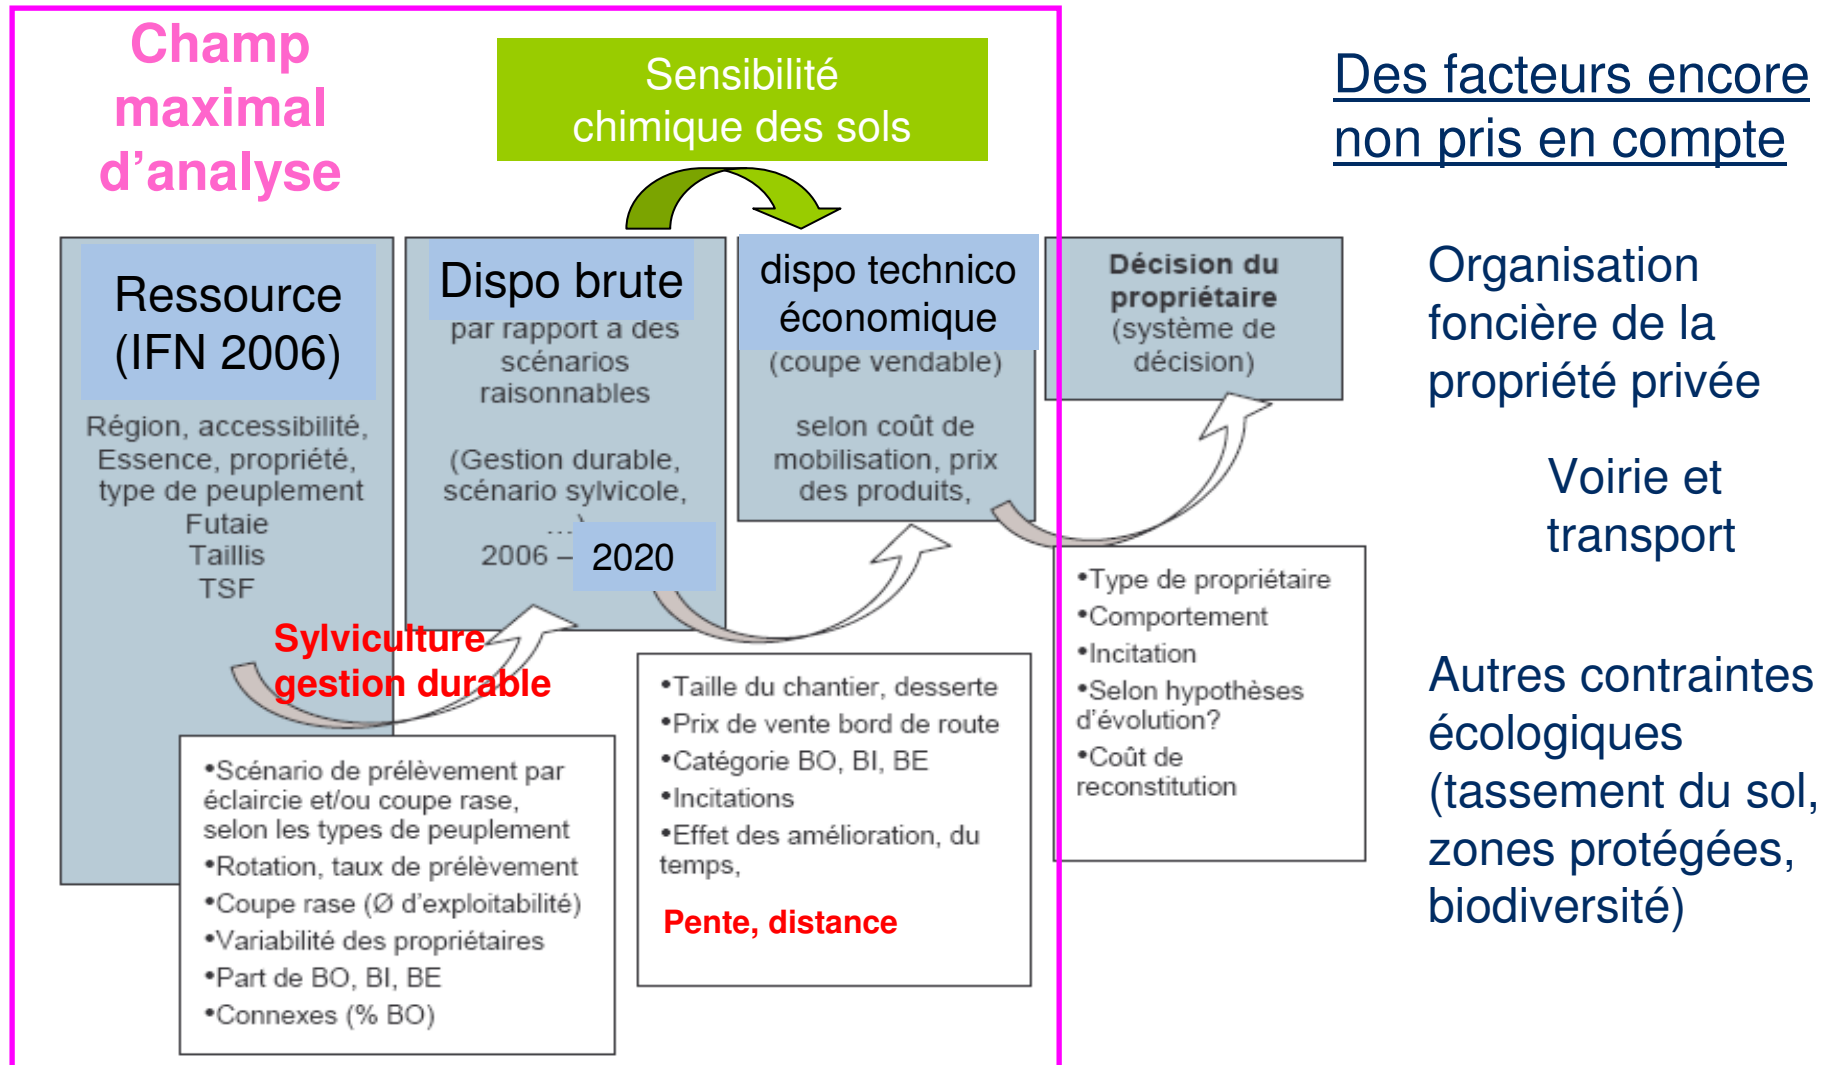 Champ
maximal
d’analyse
Sensibilité
chimique des sols
Des facteurs encore
non pris en compte
Ressource
(IFN 2006)
Région, accessibilité,
Essence, propriété,
type de peuplement
Futaie
Taillis
TSF
Dispo brute
par rapport a des
scénarios
raisonnables
(Gestion durable,
scénario sylvicole,
…)
2006 – 2020
dispo technico
économique
(coupe vendable)
selon coût de
mobilisation, prix
des produits,
Décision du
propriétaire
(système de
décision)
Organisation
foncière de la
propriété privée
Voirie et
transport
Autres contraintes
écologiques
(tassement du sol,
zones protégées,
biodiversité)
Sylviculture
gestion durable
•Scénario de prélèvement par
éclaircie et/ou coupe rase,
selon les types de peuplement
•Rotation, taux de prélèvement
•Coupe rase (Ø d’exploitabilité)
•Variabilité des propriétaires
•Part de BO, BI, BE
•Connexes (% BO)
•Taille du chantier, desserte
•Prix de vente bord de route
•Catégorie BO, BI, BE
•Incitations
•Effet des amélioration, du
temps,
Pente, distance
•Type de propriétaire
•Comportement
•Incitation
•Selon hypothèses
d’évolution?
•Coût de
reconstitution